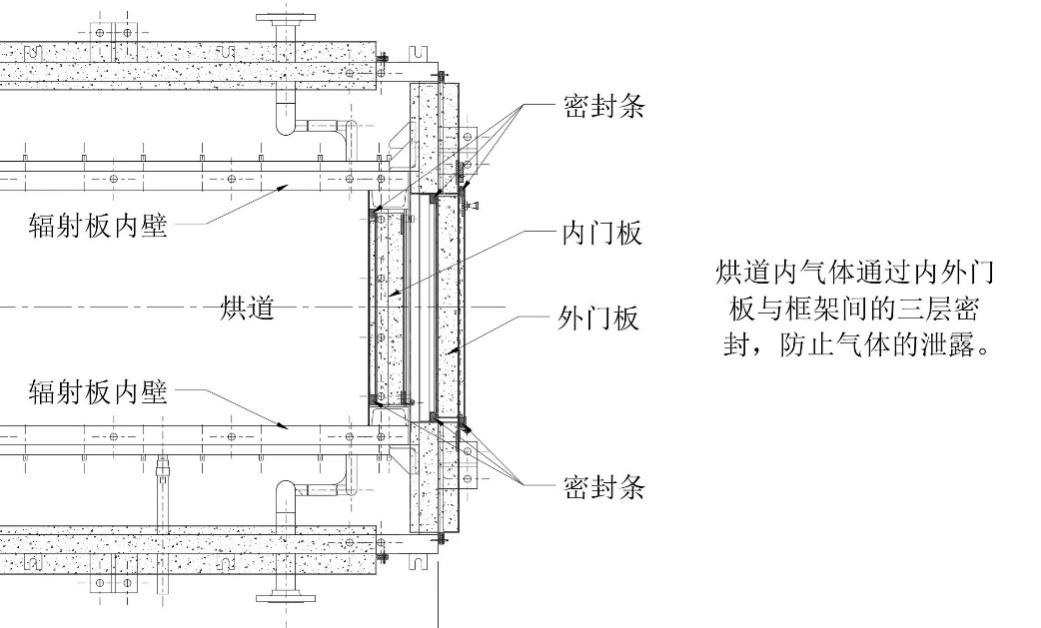 密封条
辐射板内壁
内门板
烘道
外门板
烘道内气体通过内外门
板与框架间的三层密
封，防止气体的泄露。
辐射板内壁
密封条